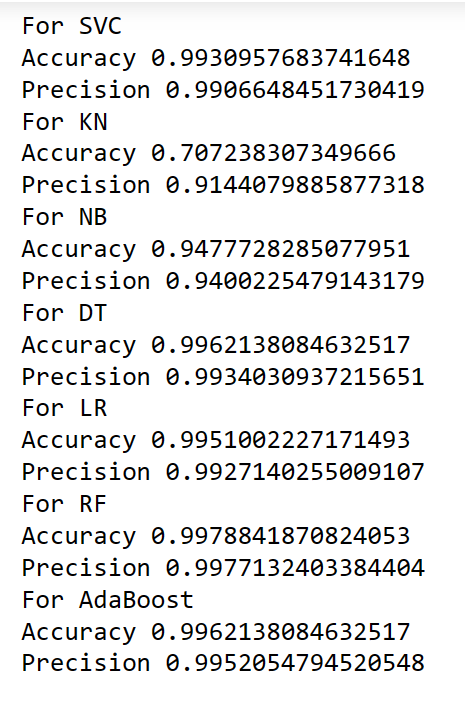 For SVC
Accuracy 0.9930957683741648
Precision 0.9906648451730419
For KN
Accuracy 0.707238307349666
Precision 0.9144079885877318
For NB
Accuracy 0.9477728285077951
Precision 0.9400225479143179
For DT
Accuracy 0.9962138084632517
Precision 0.9934030937215651
For LR
Accuracy 0.9951002227171493
Precision 0.9927140255009107
For RF
Accuracy 0.9978841870824053
Precision 0.9977132403384404
For AdaBoost
Accuracy 0.9962138084632517
Precision 0.9952054794520548